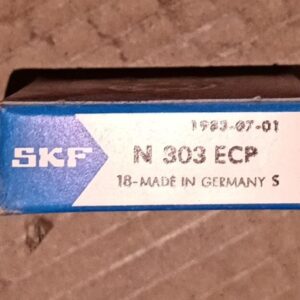 1983-07-01
SKF N 303 ECP
18-MADE IN GERMANY S